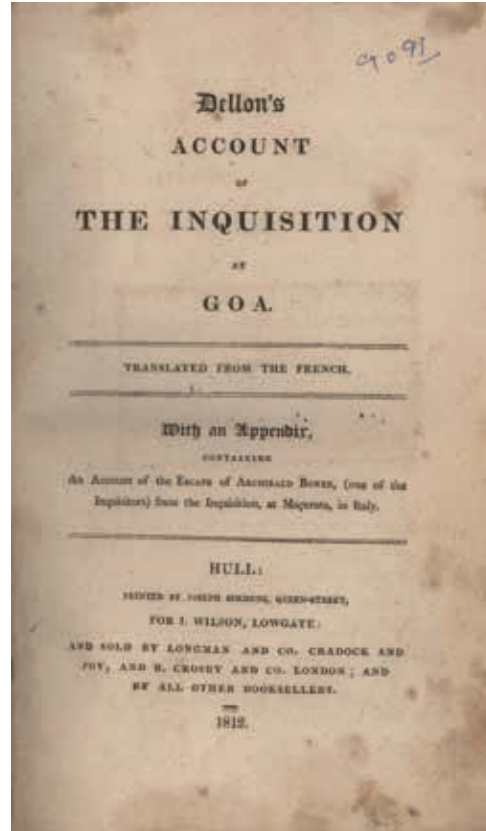 9091
Dellon's
ACCOUNT
OF
THE INQUISITION
AT
GOA.
TRANSLATED FROM THE FRENCH.
With an Appendix,
CONTAINING
An Account of the Escape of Archibald Bower, (one of the
Inquisitors) from the Inquisition, at Macerata, in Italy.
HULL:
PRINTED BY JOSEPH SIMMONS, QUEEN-STREET,
FOR I. WILSON, LOWGATE:
AND SOLD BY LONGMAN AND CO. CRADOCK AND
JOY, AND B. CROSBY AND CO. LONDON; AND
BY ALL OTHER BOOKSELLERS.
1812.